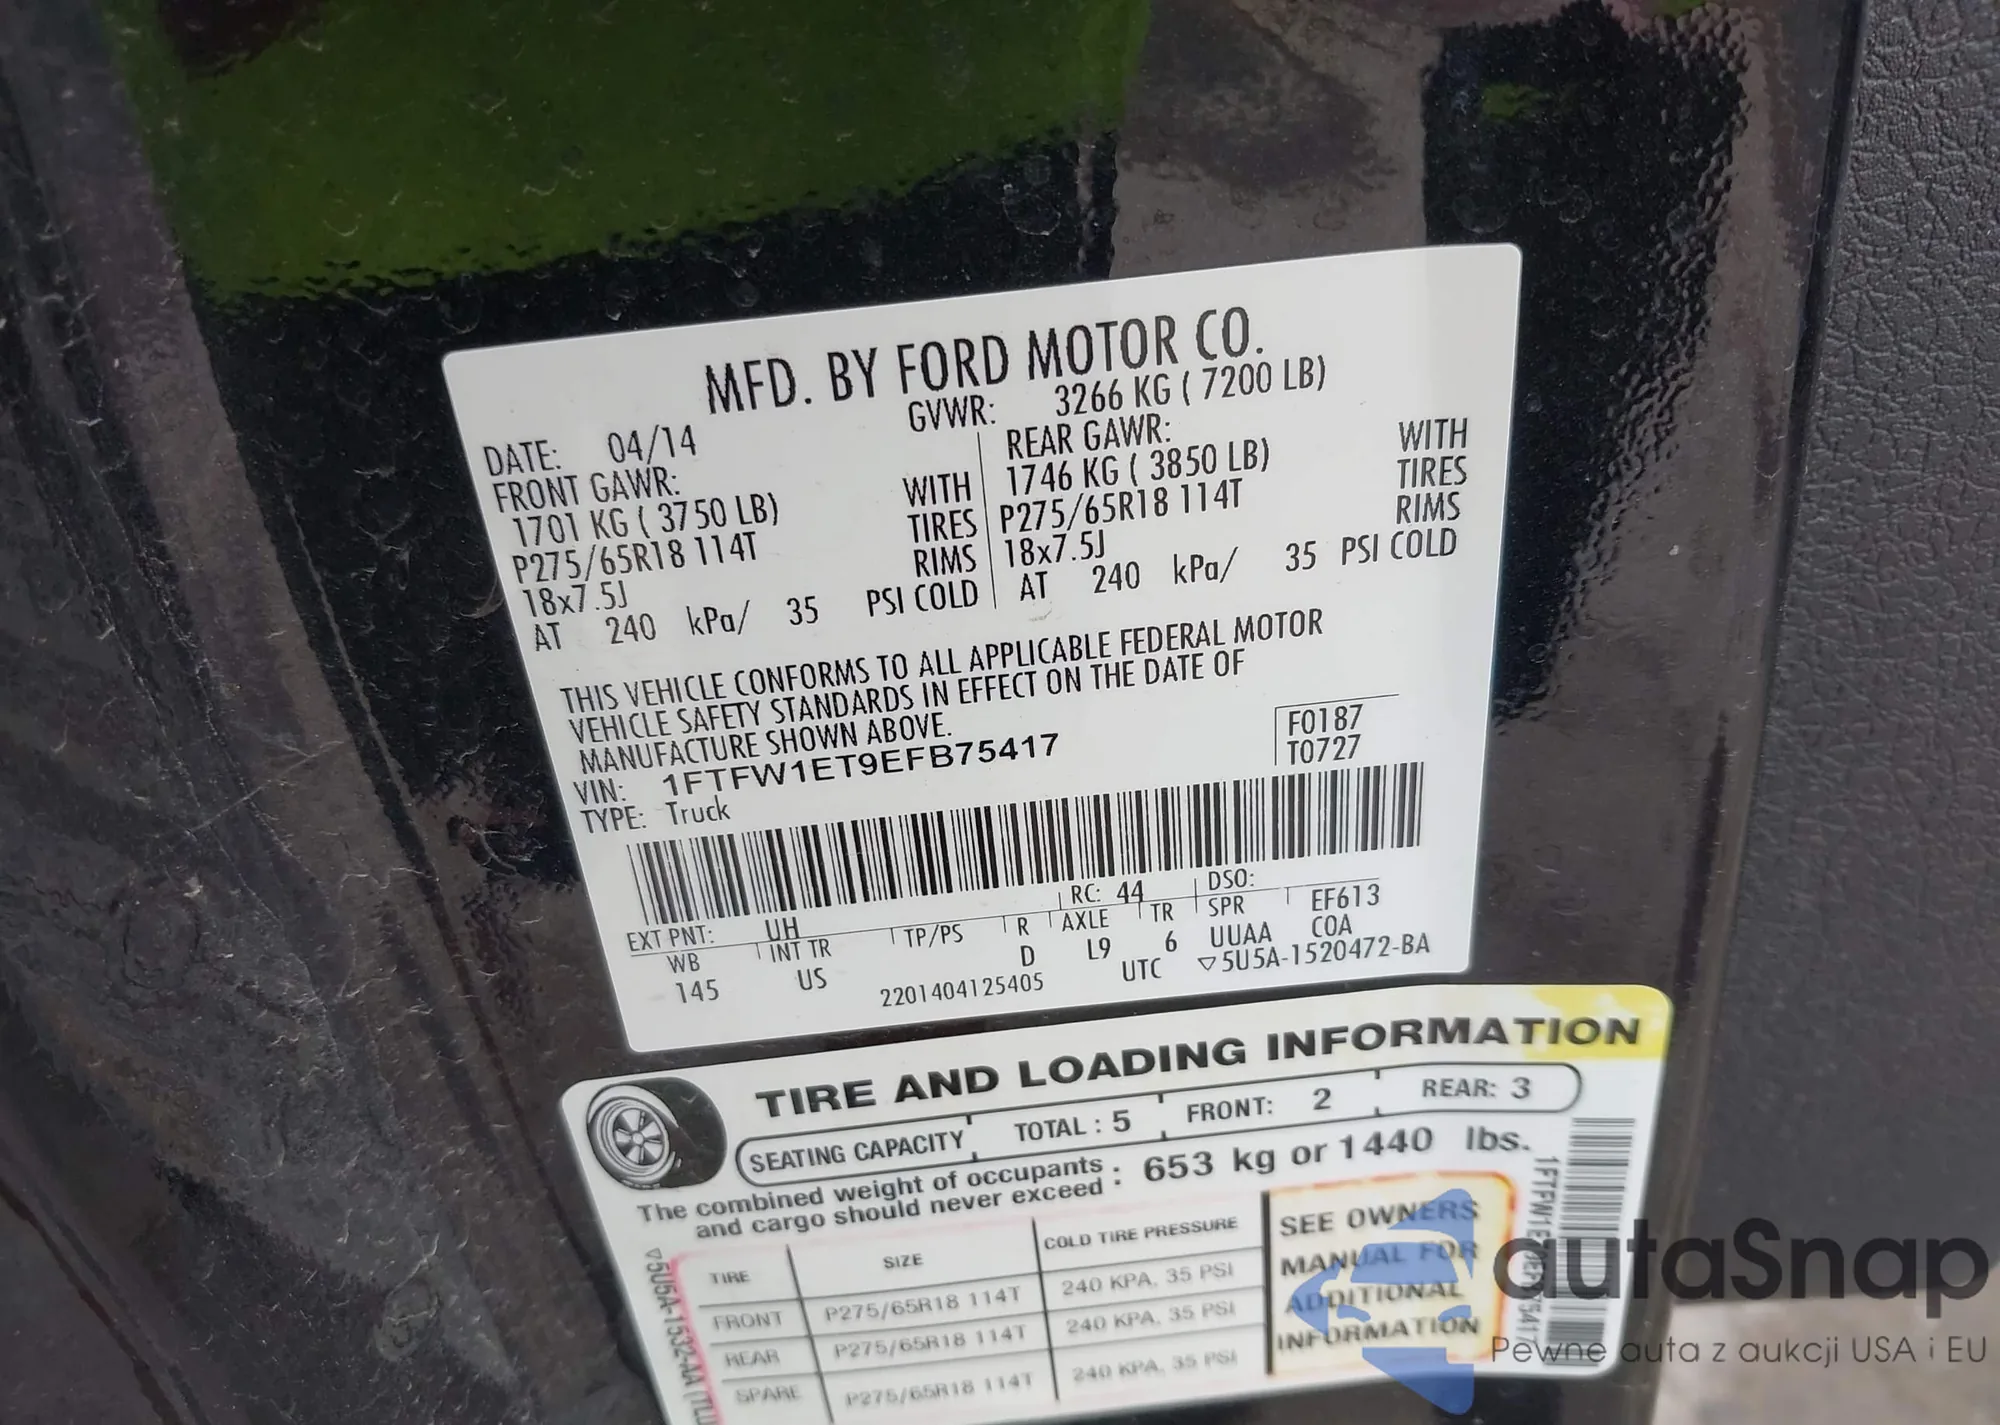 MFD. BY FORD MOTOR CO.
DATE: 04/14 GVWR: 3266 KG ( 7200 LB)
FRONT GAWR: REAR GAWR:
1701 KG ( 3750 LB) WITH 1746 KG ( 3850 LB) WITH
P275/65R18 114T TIRES P275/65R18 114T TIRES
18x7.5J RIMS 18x7.5J RIMS
AT 240 kPa/ 35 PSI COLD AT 240 kPa/ 35 PSI COLD
THIS VEHICLE CONFORMS TO ALL APPLICABLE FEDERAL MOTOR
VEHICLE SAFETY STANDARDS IN EFFECT ON THE DATE OF
MANUFACTURE SHOWN ABOVE.
VIN: 1FTFW1ET9EFB75417 F0187
TYPE: Truck T0727
EXT PNT: UH RC: 44 DSO:
WB INT TR TP/PS R AXLE TR SPR EF613
145 US D L9 6 UUAA COA
2201404125405 UTC ▽5U5A-1520472-BA
TIRE AND LOADING INFORMATION
SEATING CAPACITY TOTAL : 5 FRONT: 2 REAR: 3
The combined weight of occupants
and cargo should never exceed : 653 kg or 1440 lbs.
TIRE SIZE COLD TIRE PRESSURE
FRONT P275/65R18 114T 240 KPA, 35 PSI
REAR P275/65R18 114T 240 KPA, 35 PSI
SPARE P275/65R18 114T 240 KPA, 35 PSI
SEE OWNERS
MANUAL FOR
ADDITIONAL
INFORMATION
▽5U5A-1532-AA
autaSnap
Pewne auta z aukcji USA i EU